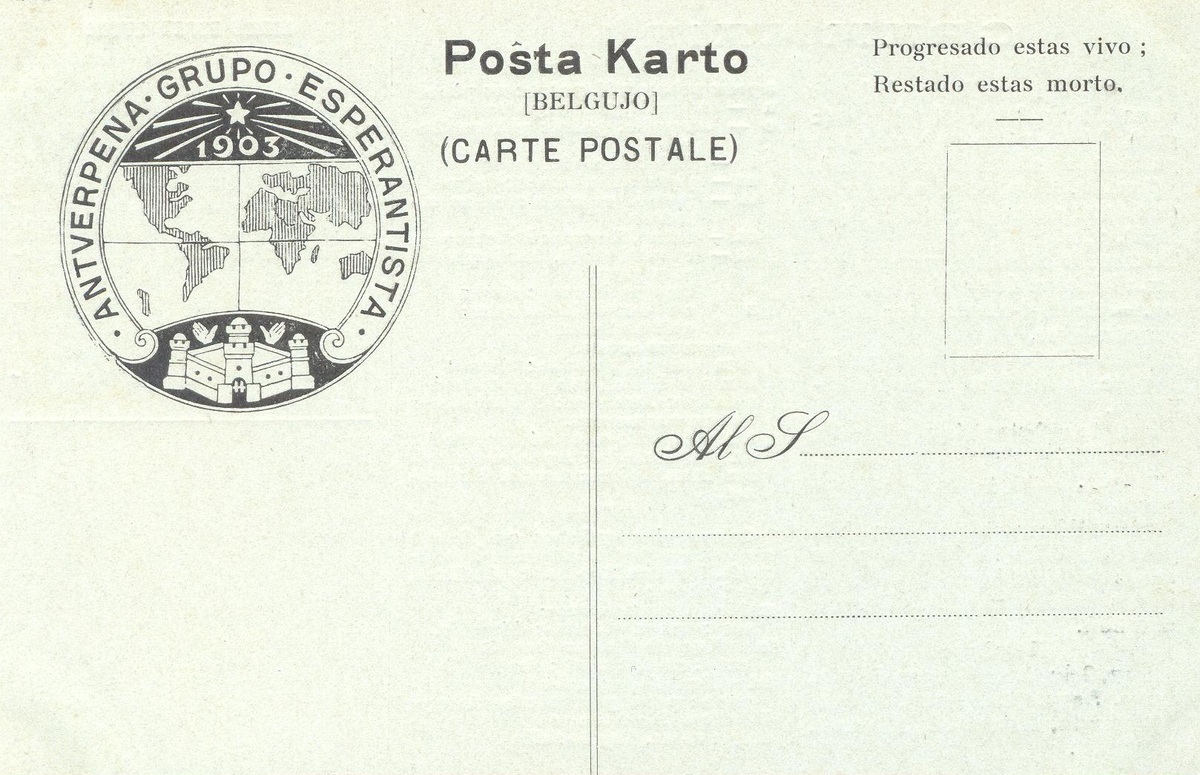 ANTVERPENA · GRUPO · ESPERANTISTA
1903
Poŝta Karto
[BELGUJO]
(CARTE POSTALE)
Progresado estas vivo ;
Restado estas morto.
Al S